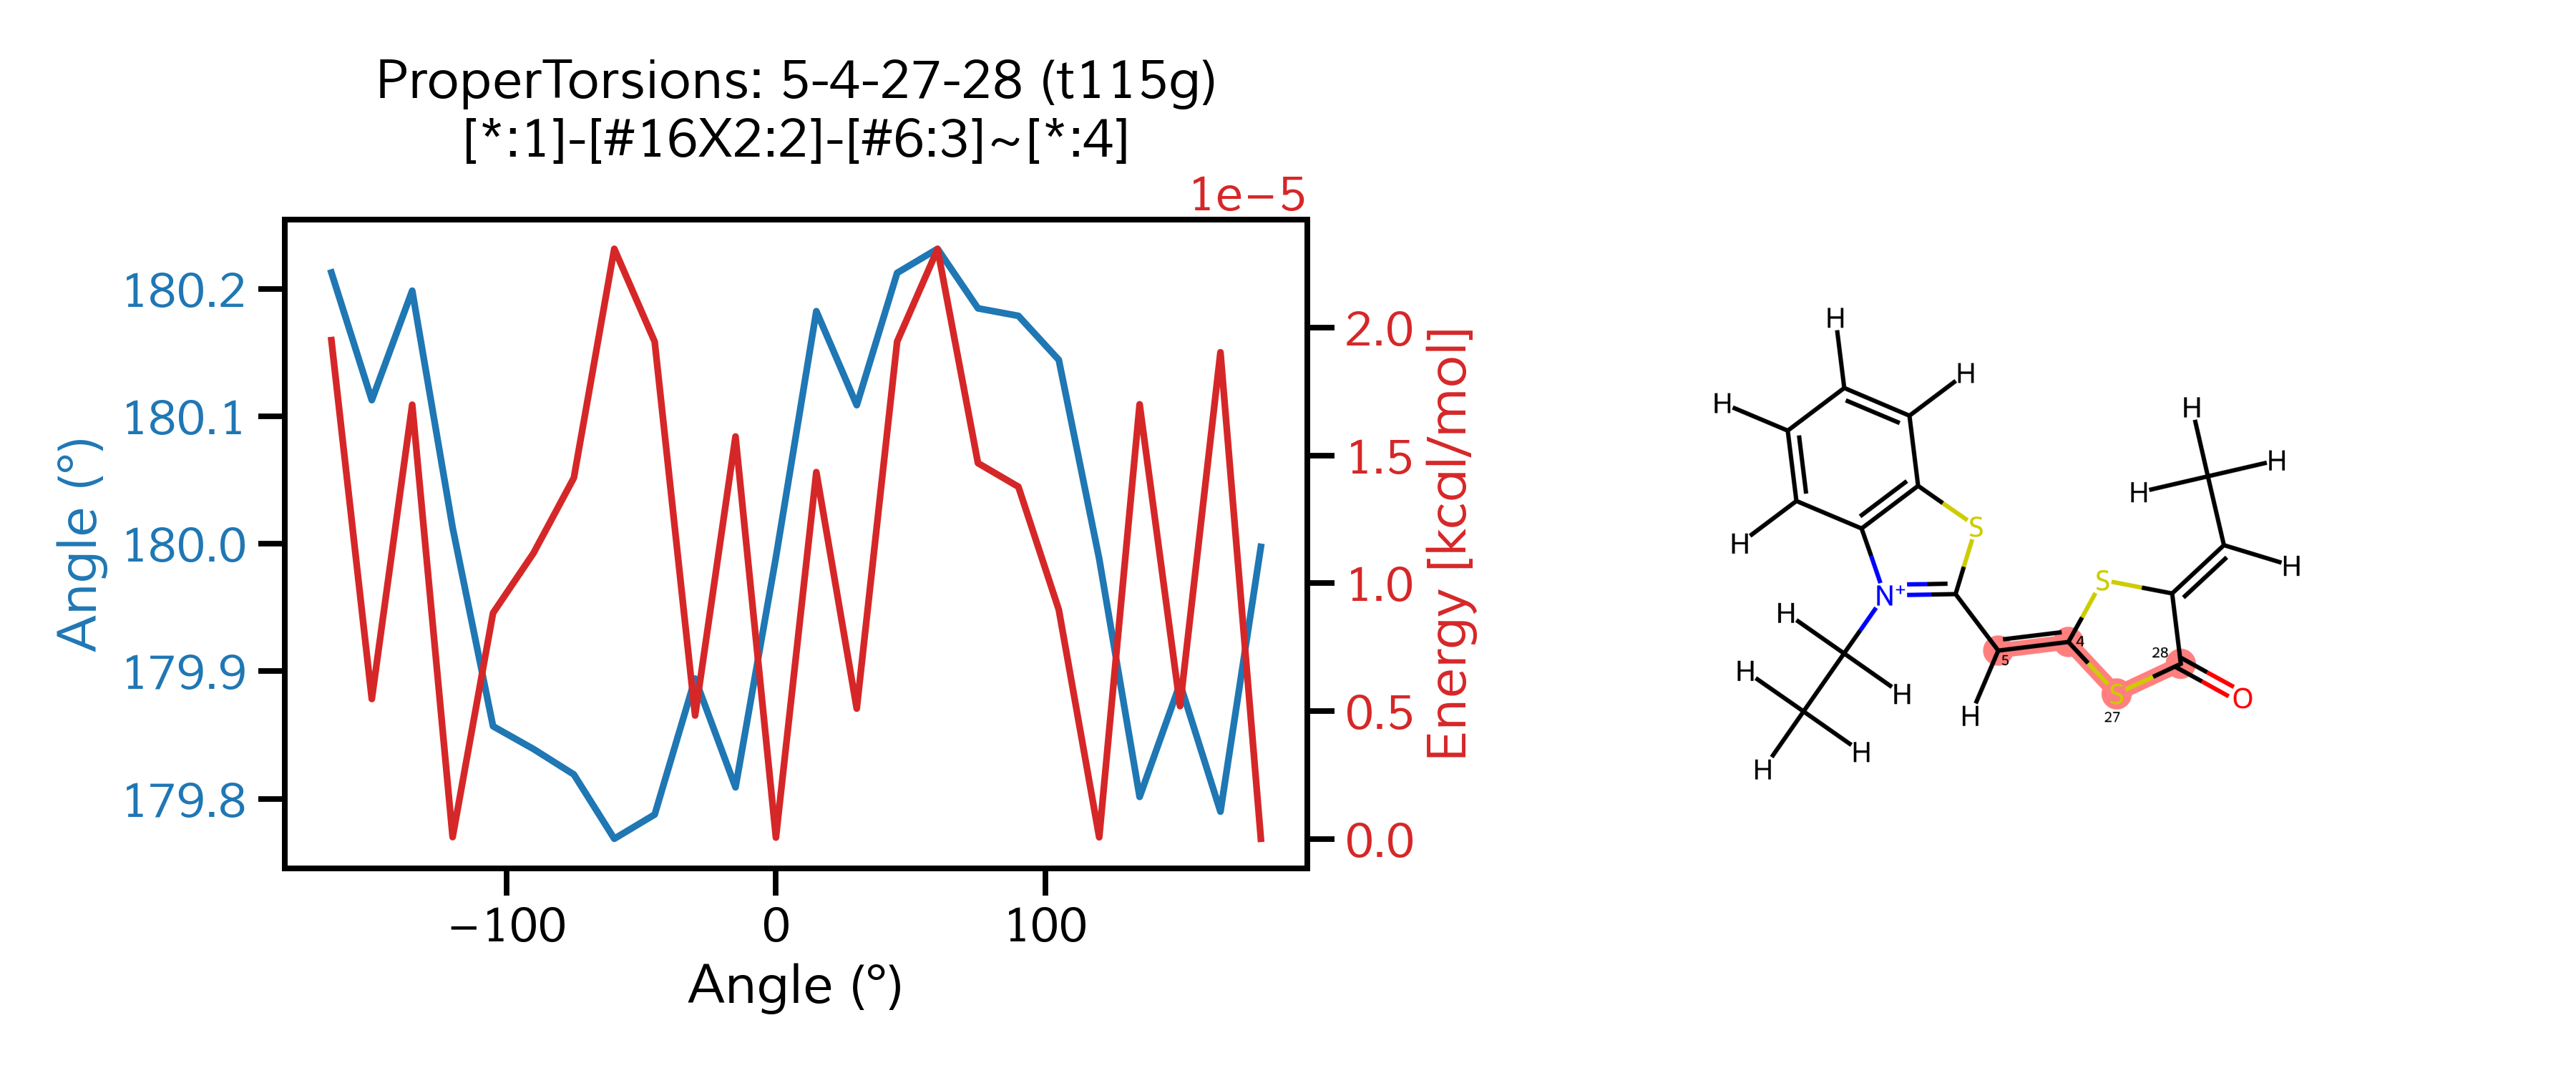 ProperTorsions: 5-4-27-28 (t115g)
[*:1]-[#16X2:2]-[#6:3]~[*:4]
1e−5
180.2
180.1
180.0
179.9
179.8
Angle (°)
2.0
1.5
1.0
0.5
0.0
Energy [kcal/mol]
−100
0
100
Angle (°)
H
H
H
H
H
H
H
H
S
N+
S
H
H
4
5
28
H
H
S
27
O
H
H
H